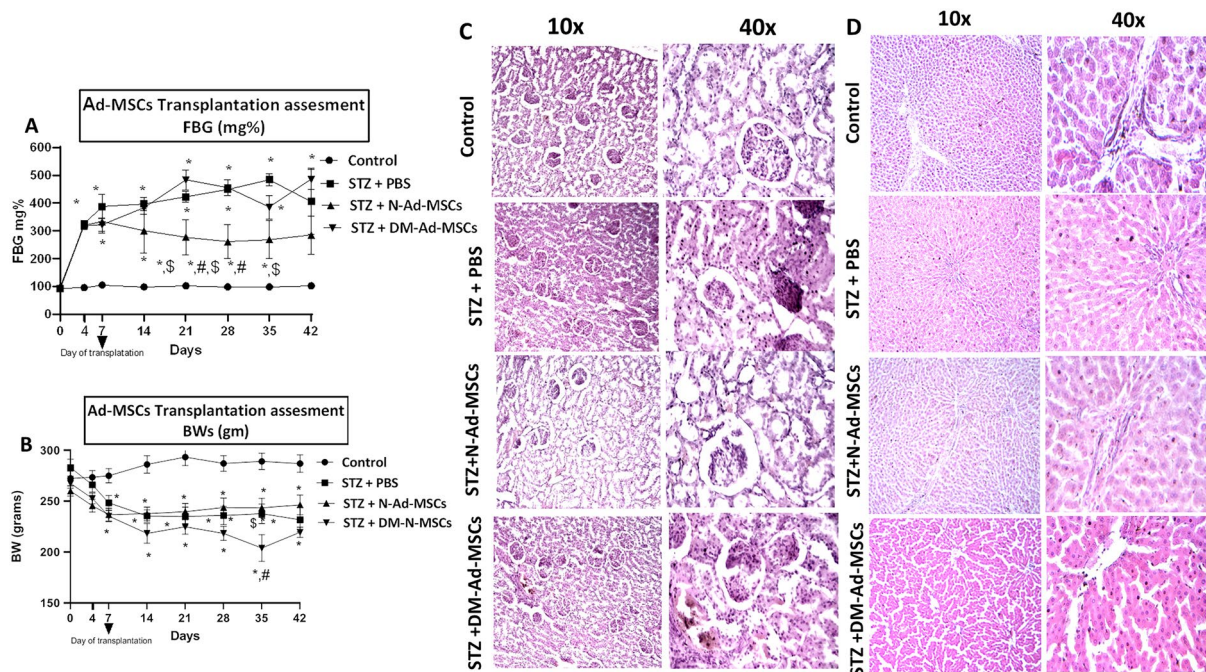 A
Ad-MSCs Transplantation assesment
FBG (mg%)
FBG mg%
600
500
400
300
200
100
0
0 4 7 14 21 28 35 42
Days
Day of transplatation
Control
STZ + PBS
STZ + N-Ad-MSCs
STZ + DM-Ad-MSCs
* * * * * * *
* * * *
* * *,$ *,#,$ *,# *,$
B
Ad-MSCs Transplantation assesment
BWs (gm)
BW (grams)
300
250
200
150
0 4 7 14 21 28 35 42
Days
Day of transplantation
Control
STZ + PBS
STZ + N-Ad-MSCs
STZ + DM-N-MSCs
* * * * * *
* * * * $ *
* * * * *
*,#
C
10x 40x
Control
STZ + PBS
STZ+N-Ad-MSCs
STZ +DM-Ad-MSCs
D
10x 40x
Control
STZ + PBS
STZ+N-Ad-MSCs
STZ +DM-Ad-MSCs